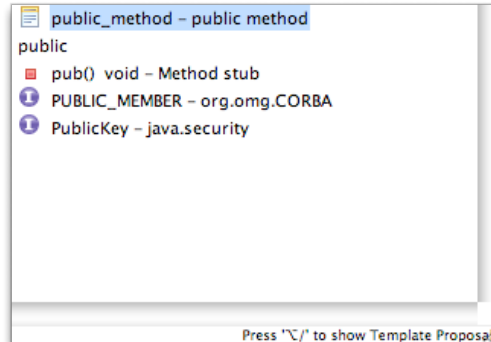 public_method – public method
public
pub() void – Method stub
PUBLIC_MEMBER – org.omg.CORBA
PublicKey – java.security
Press '⌥/' to show Template Proposal